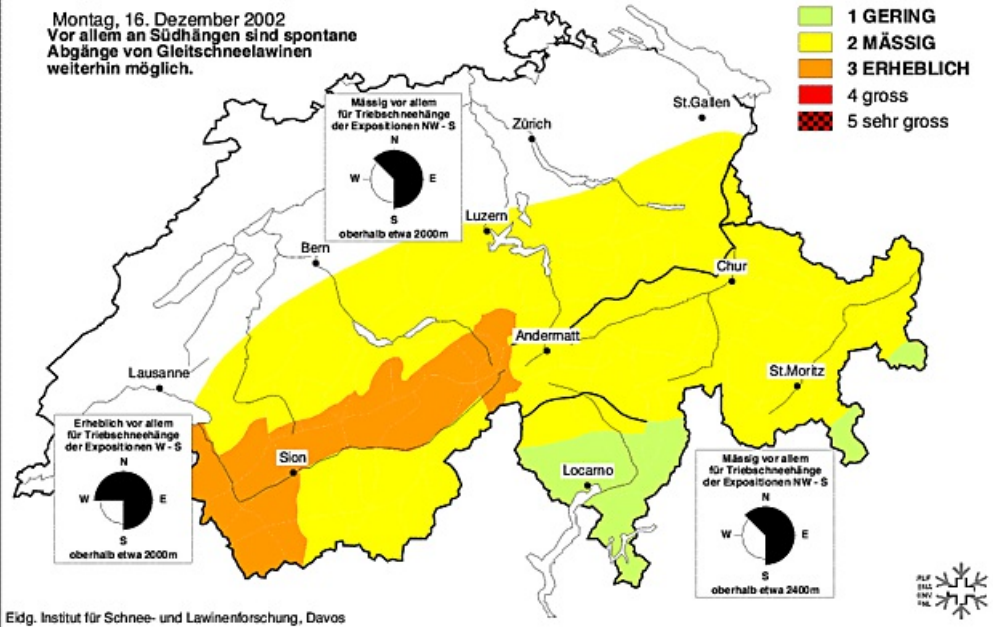 Montag, 16. Dezember 2002
Vor allem an Südhängen sind spontane
Abgänge von Gleitschneelawinen
weiterhin möglich.
1 GERING
2 MÄSSIG
3 ERHEBLICH
4 gross
5 sehr gross
Mässig vor allem
für Triebschneehänge
der Expositionen NW - S
N
W
E
S
oberhalb etwa 2000m
St.Gallen
Zürich
Luzern
Bern
Chur
Andermatt
Lausanne
St.Moritz
Sion
Locarno
Erheblich vor allem
für Triebschneehänge
der Expositionen W - S
N
W
E
S
oberhalb etwa 2000m
Mässig vor allem
für Triebschneehänge
der Expositionen NW - S
N
W
E
S
oberhalb etwa 2400m
Eidg. Institut für Schnee- und Lawinenforschung, Davos